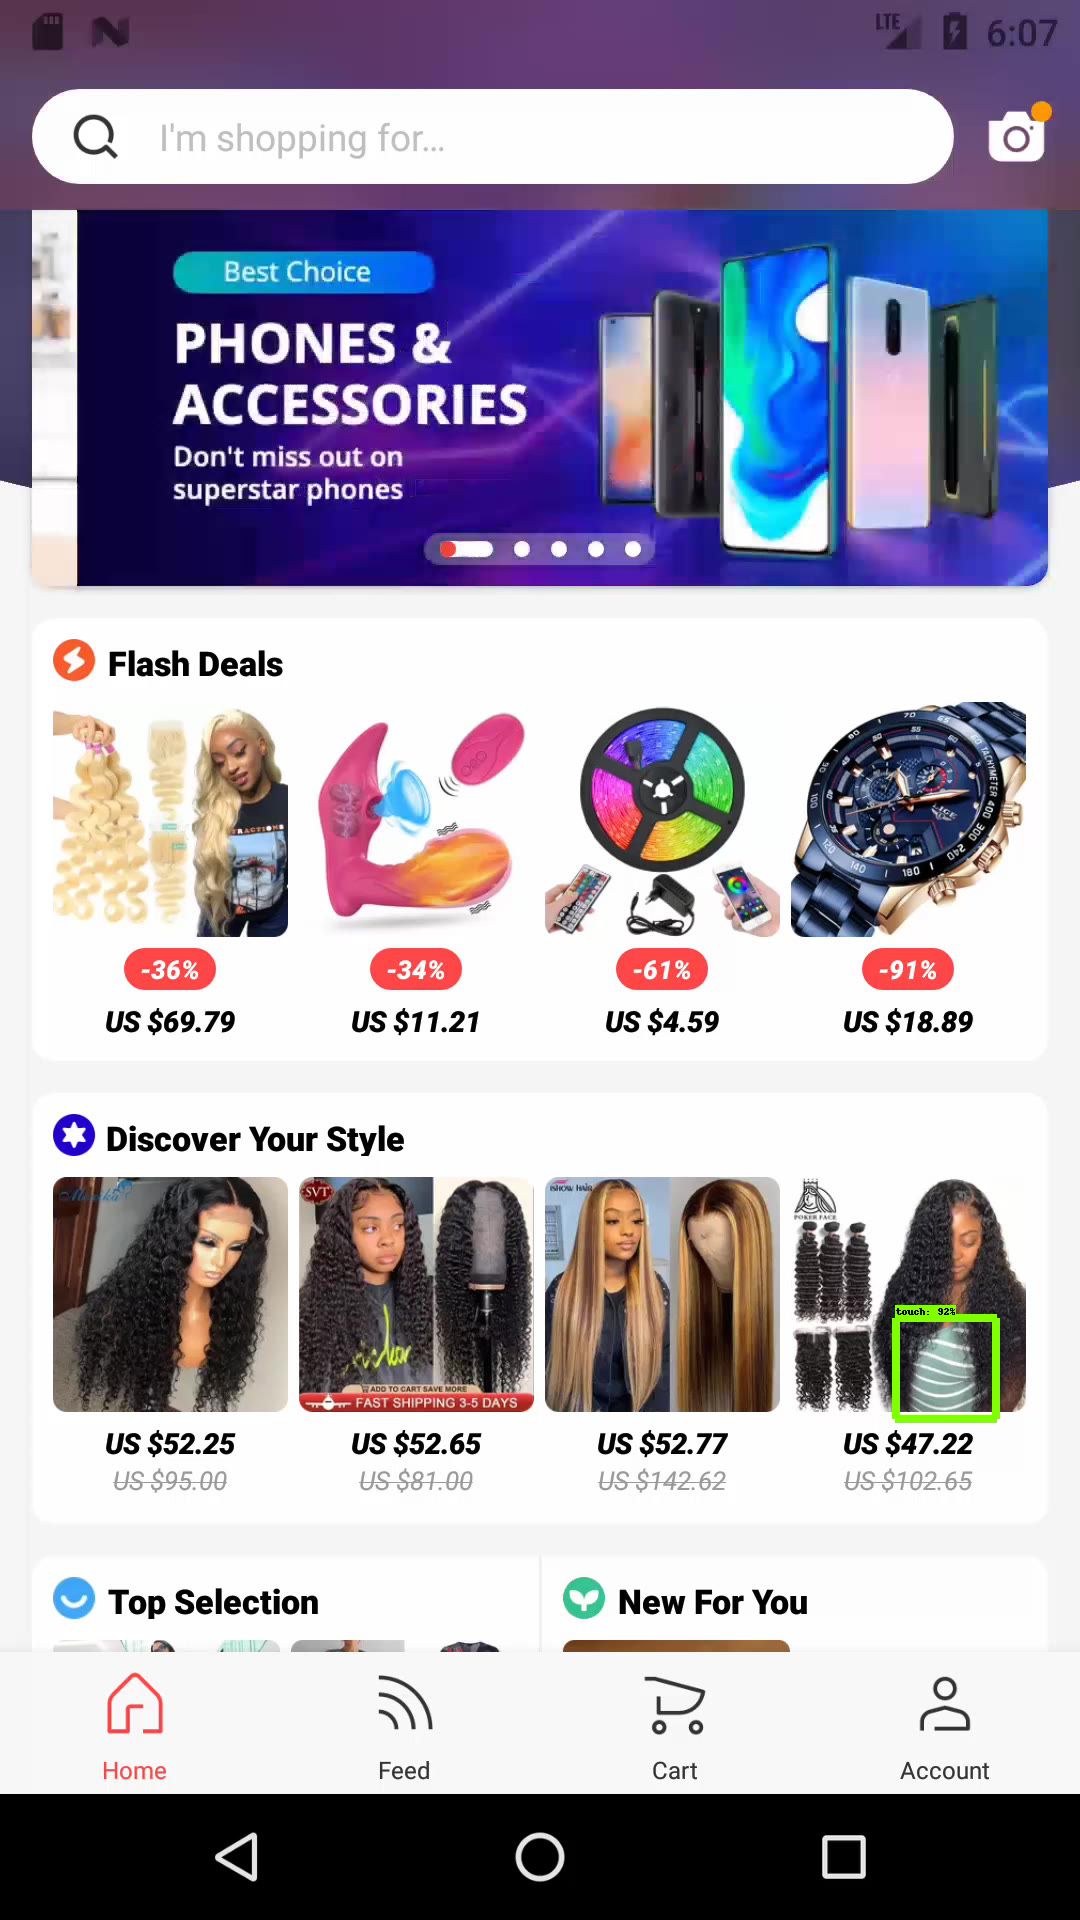 LTE 6:07
I'm shopping for...
Best Choice
PHONES &
ACCESSORIES
Don't miss out on
superstar phones
Flash Deals
-36% -34% -61% -91%
US $69.79 US $11.21 US $4.59 US $18.89
Discover Your Style
SVT
ISHOW HAIR
POKER FACE
touch: 92%
ADD TO CART SAVE MORE
FAST SHIPPING 3-5 DAYS
US $52.25 US $52.65 US $52.77 US $47.22
US $95.00 US $81.00 US $142.62 US $102.65
Top Selection New For You
Home Feed Cart Account